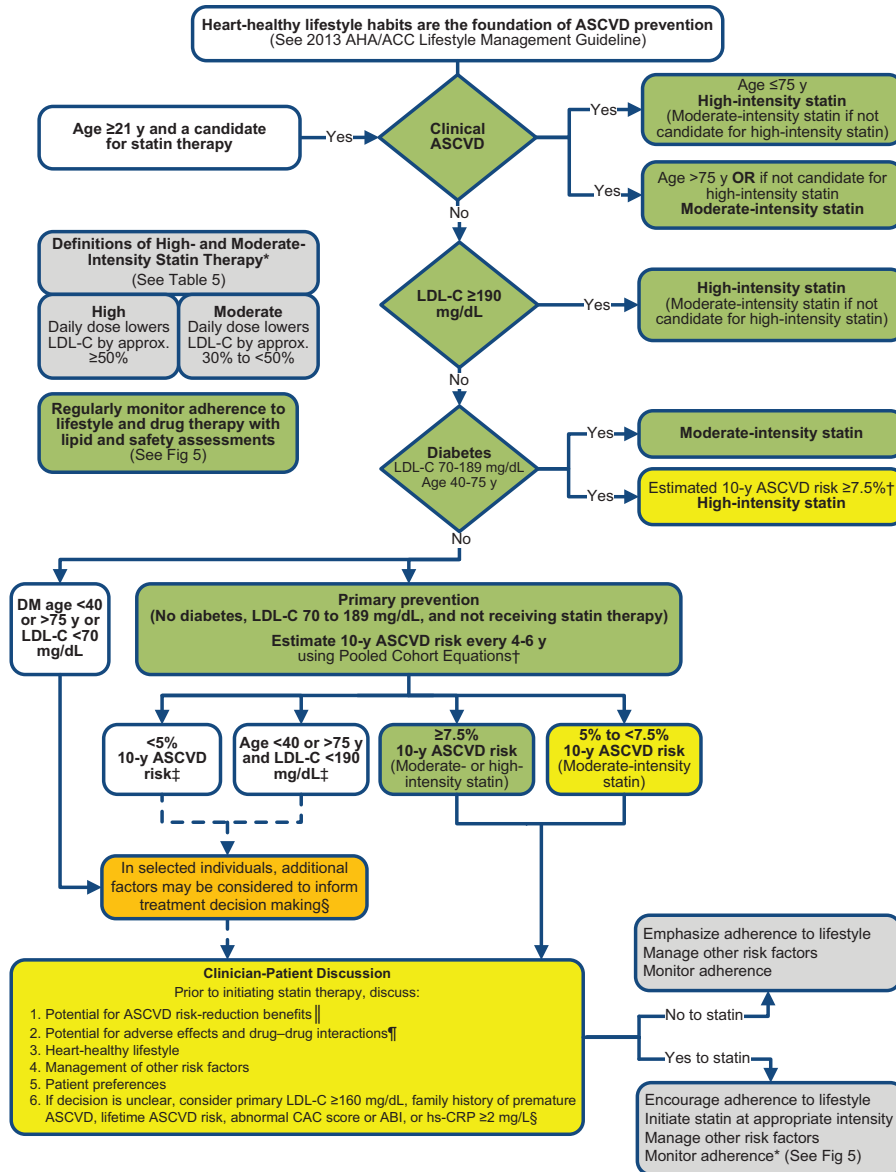 Heart-healthy lifestyle habits are the foundation of ASCVD prevention
(See 2013 AHA/ACC Lifestyle Management Guideline)
Age ≥21 y and a candidate
for statin therapy
Yes
Clinical
ASCVD
Yes
Age ≤75 y
High-intensity statin
(Moderate-intensity statin if not
candidate for high-intensity statin)
Yes
Age >75 y OR if not candidate for
high-intensity statin
Moderate-intensity statin
No
Definitions of High- and Moderate-
Intensity Statin Therapy*
(See Table 5)
High
Daily dose lowers
LDL-C by approx.
≥50%
Moderate
Daily dose lowers
LDL-C by approx.
30% to <50%
LDL-C ≥190
mg/dL
Yes
High-intensity statin
(Moderate-intensity statin if not
candidate for high-intensity statin)
No
Regularly monitor adherence to
lifestyle and drug therapy with
lipid and safety assessments
(See Fig 5)
Diabetes
LDL-C 70-189 mg/dL
Age 40-75 y
Yes
Moderate-intensity statin
Yes
Estimated 10-y ASCVD risk ≥7.5%†
High-intensity statin
No
DM age <40
or >75 y or
LDL-C <70
mg/dL
Primary prevention
(No diabetes, LDL-C 70 to 189 mg/dL, and not receiving statin therapy)
Estimate 10-y ASCVD risk every 4-6 y
using Pooled Cohort Equations†
<5%
10-y ASCVD
risk‡
Age <40 or >75 y
and LDL-C <190
mg/dL‡
≥7.5%
10-y ASCVD risk
(Moderate- or high-
intensity statin)
5% to <7.5%
10-y ASCVD risk
(Moderate-intensity
statin)
In selected individuals, additional
factors may be considered to inform
treatment decision making§
Clinician-Patient Discussion
Prior to initiating statin therapy, discuss:
1. Potential for ASCVD risk-reduction benefits‖
2. Potential for adverse effects and drug–drug interactions¶
3. Heart-healthy lifestyle
4. Management of other risk factors
5. Patient preferences
6. If decision is unclear, consider primary LDL-C ≥160 mg/dL, family history of premature
ASCVD, lifetime ASCVD risk, abnormal CAC score or ABI, or hs-CRP ≥2 mg/L§
Emphasize adherence to lifestyle
Manage other risk factors
Monitor adherence
No to statin
Yes to statin
Encourage adherence to lifestyle
Initiate statin at appropriate intensity
Manage other risk factors
Monitor adherence* (See Fig 5)